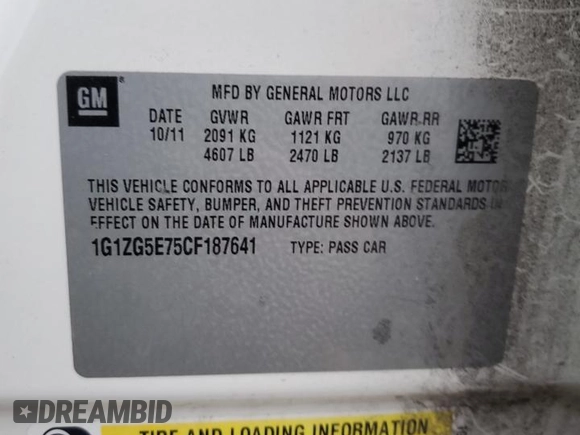 GM
MFD BY GENERAL MOTORS LLC
DATE GVWR GAWR FRT GAWR RR
10/11 2091 KG 1121 KG 970 KG
4607 LB 2470 LB 2137 LB
THIS VEHICLE CONFORMS TO ALL APPLICABLE U.S. FEDERAL MOTOR
VEHICLE SAFETY, BUMPER, AND THEFT PREVENTION STANDARDS IN
EFFECT ON THE DATE OF MANUFACTURE SHOWN ABOVE.
1G1ZG5E75CF187641 TYPE: PASS CAR
TIRE AND LOADING INFORMATION
DREAMBID